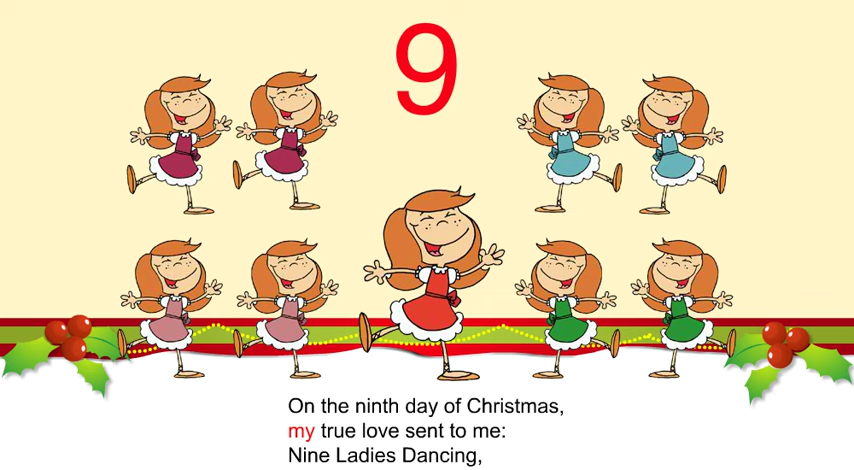 9
On the ninth day of Christmas,
my true love sent to me:
Nine Ladies Dancing,